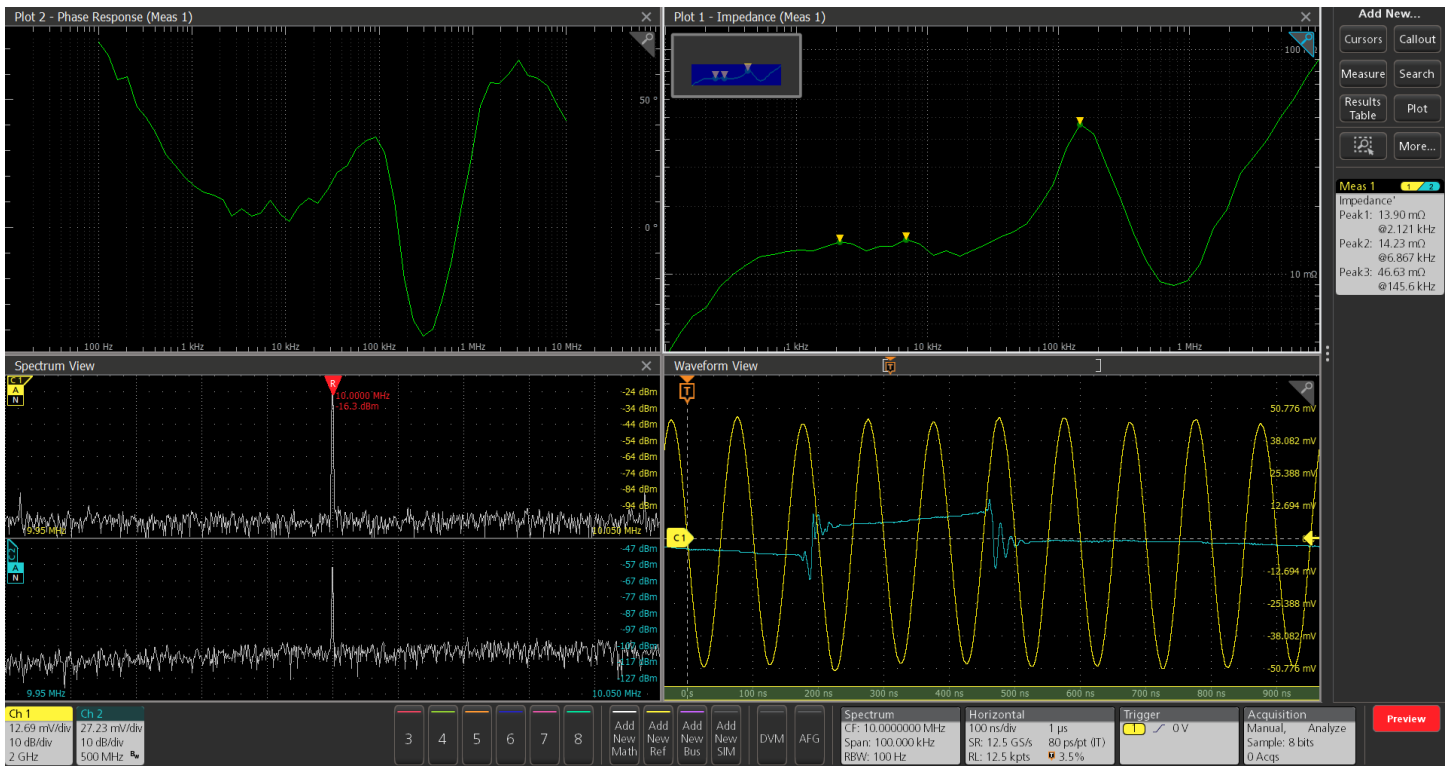 Plot 2 - Phase Response (Meas 1)
50 °
0 °
100 Hz 1 kHz 10 kHz 100 kHz 1 MHz 10 MHz
Plot 1 - Impedance (Meas 1)
10 mΩ
1 kHz 10 kHz 100 kHz 1 MHz
Spectrum View
C 1
A
N
R
10.0000 MHz
-16.3 dBm
-24 dBm
-34 dBm
-44 dBm
-54 dBm
-64 dBm
-74 dBm
-84 dBm
-94 dBm
9.95 MHz 10.050 MHz
C 2
A
N
-47 dBm
-57 dBm
-67 dBm
-77 dBm
-87 dBm
-97 dBm
-107 dBm
-117 dBm
-127 dBm
9.95 MHz 10.050 MHz
Waveform View
T
T
50.776 mV
38.082 mV
25.388 mV
12.694 mV
C 1
-12.694 mV
-25.388 mV
-38.082 mV
-50.776 mV
0 s 100 ns 200 ns 300 ns 400 ns 500 ns 600 ns 700 ns 800 ns 900 ns
Add New...
Cursors Callout
Measure Search
Results Table Plot
More...
Meas 1 1 2
Impedance'
Peak1: 13.90 mΩ
@2.121 kHz
Peak2: 14.23 mΩ
@6.867 kHz
Peak3: 46.63 mΩ
@145.6 kHz
Ch 1
12.69 mV/div
10 dB/div
2 GHz
Ch 2
27.23 mV/div
10 dB/div
500 MHz Bw
3 4 5 6 7 8
Add New Math
Add New Ref
Add New Bus
Add New SIM
DVM AFG
Spectrum
CF: 10.0000000 MHz
Span: 100.000 kHz
RBW: 100 Hz
Horizontal
100 ns/div 1 µs
SR: 12.5 GS/s 80 ps/pt (IT)
RL: 12.5 kpts 3.5%
Trigger
1 0 V
Acquisition
Manual, Analyze
Sample: 8 bits
0 Acqs
Preview